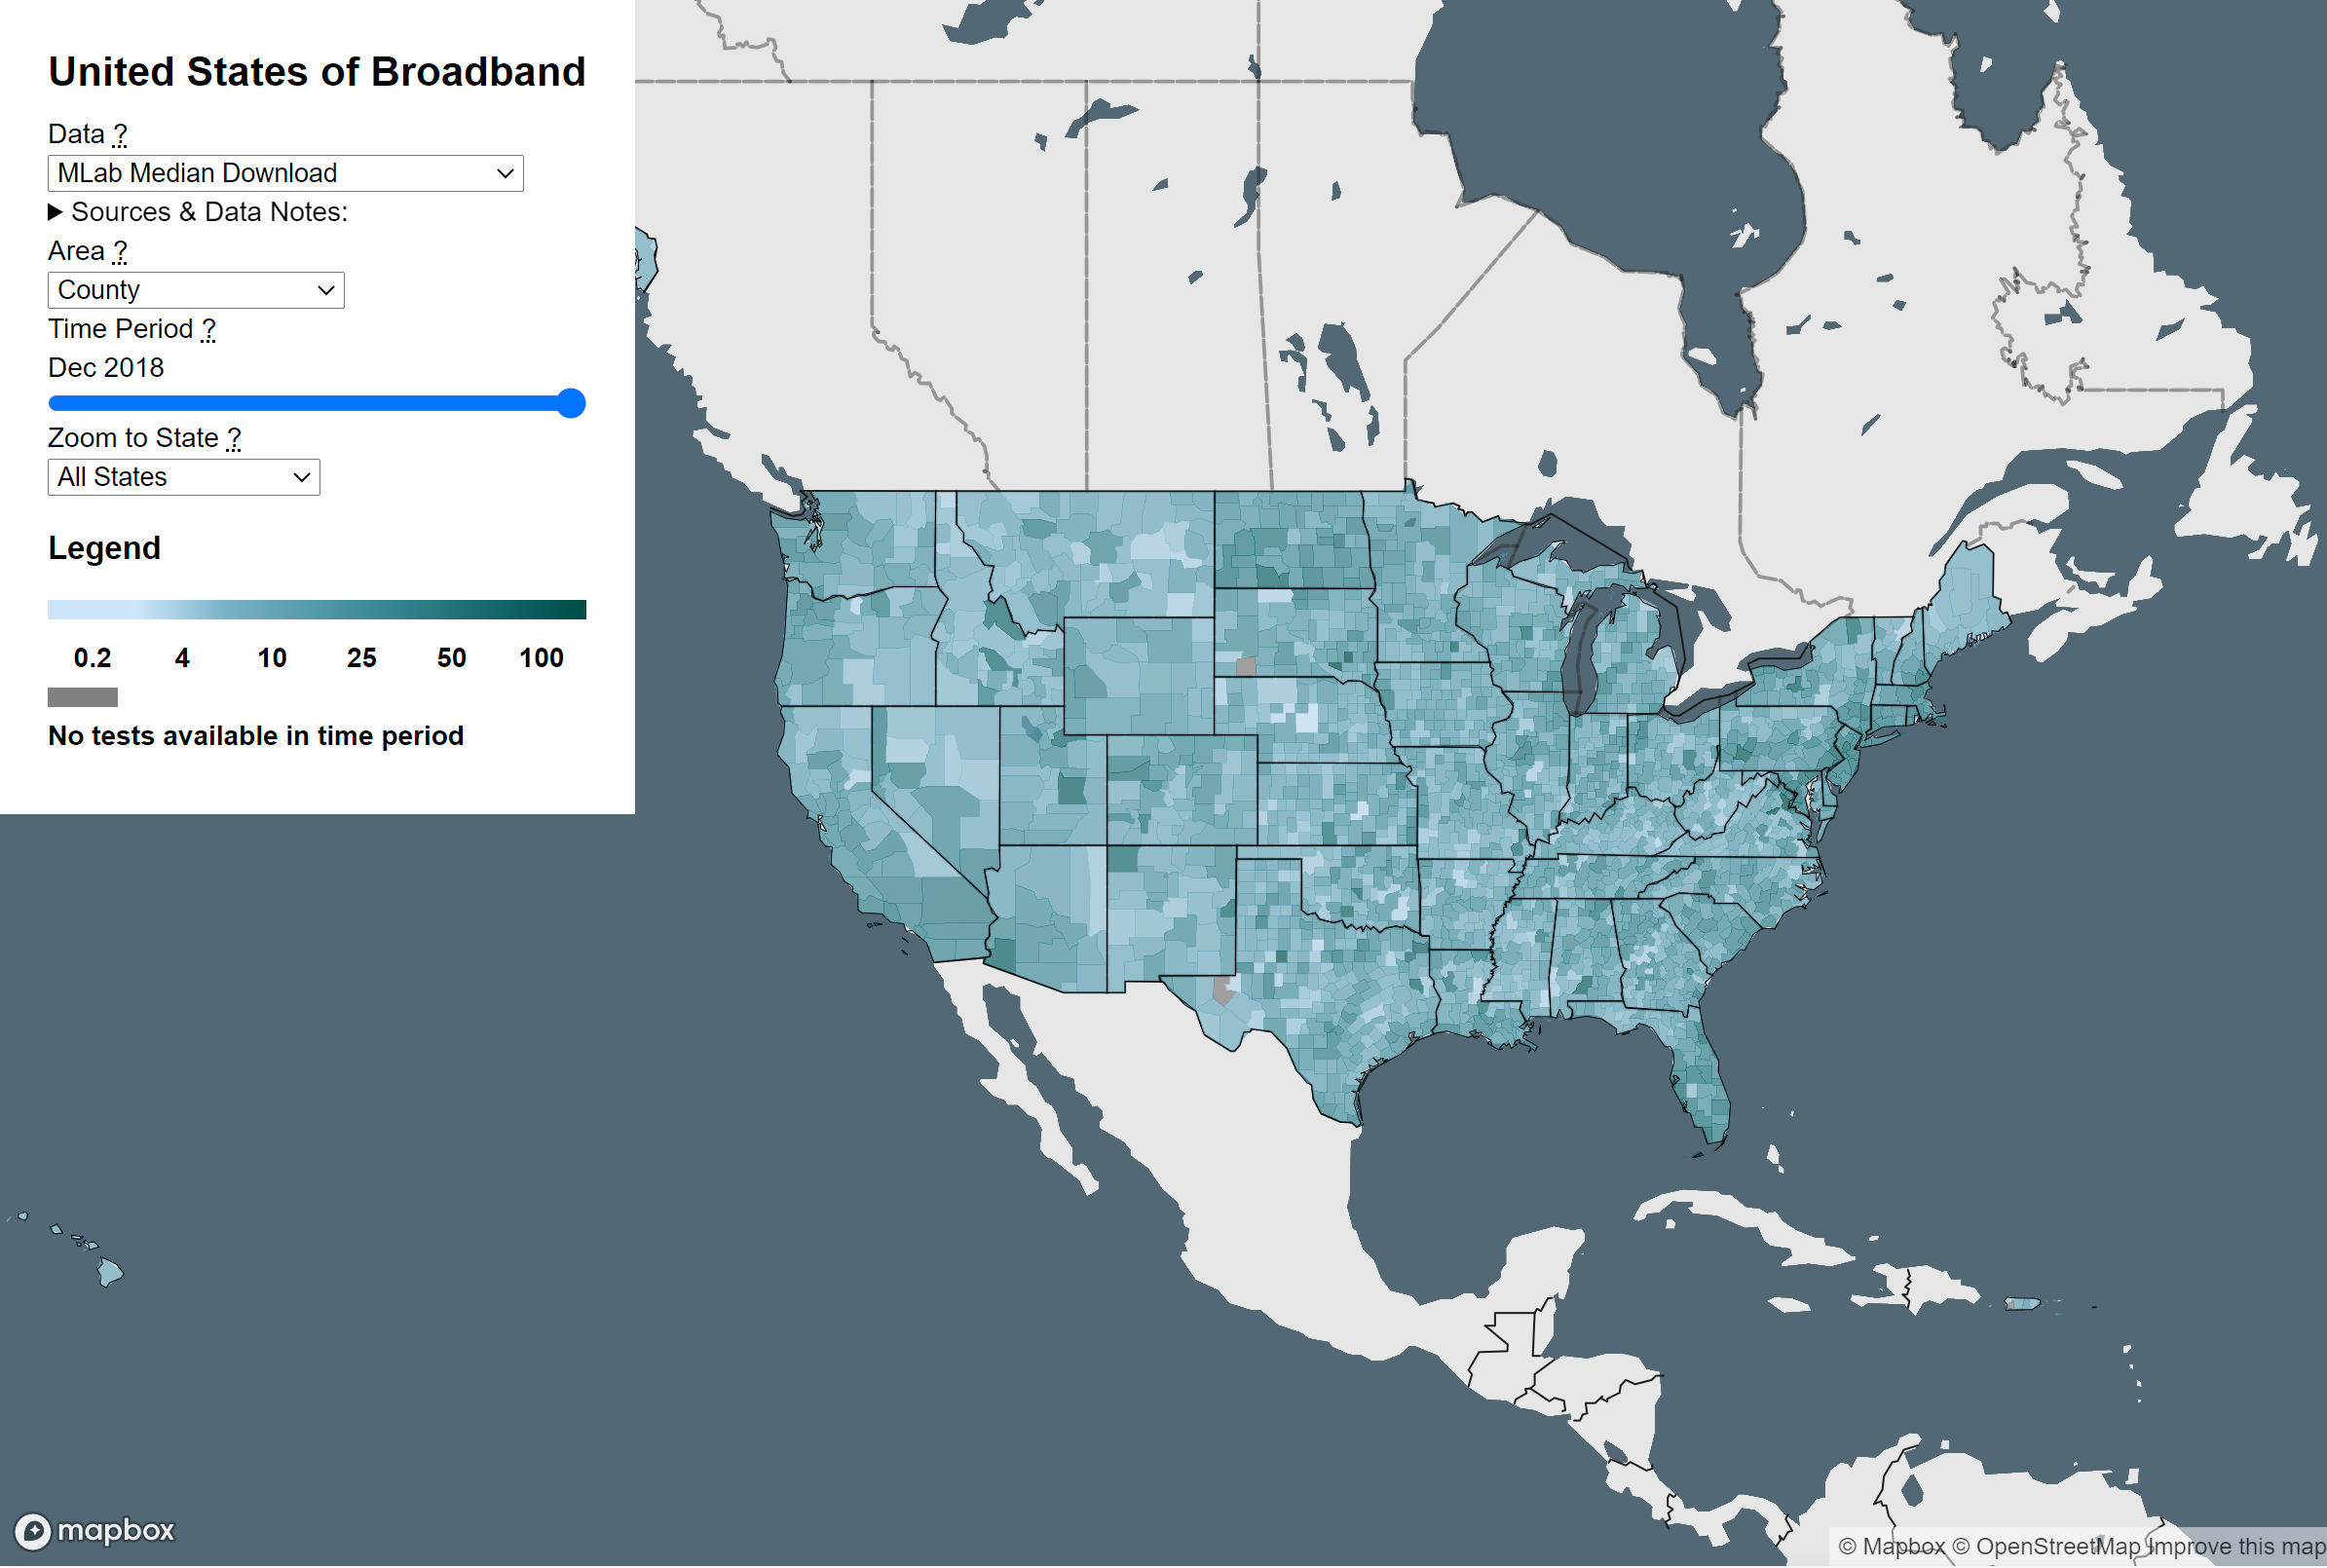 United States of Broadband
Data ?
MLab Median Download
Sources & Data Notes:
Area ?
County
Time Period ?
Dec 2018
Zoom to State ?
All States
Legend
0.2 4 10 25 50 100
No tests available in time period
mapbox
© Mapbox © OpenStreetMap Improve this map